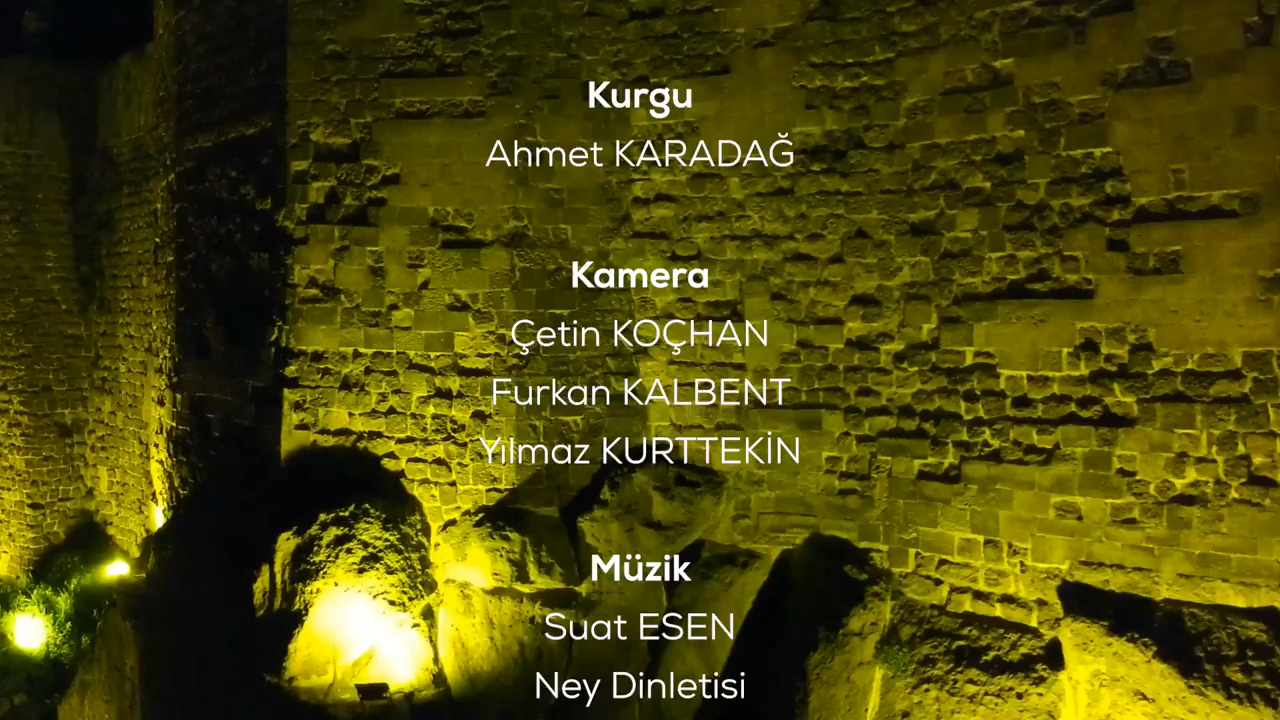 Kurgu
Ahmet KARADAĞ
Kamera
Çetin KOÇHAN
Furkan KALBENT
Yılmaz KURTTEKİN
Müzik
Suat ESEN
Ney Dinletisi